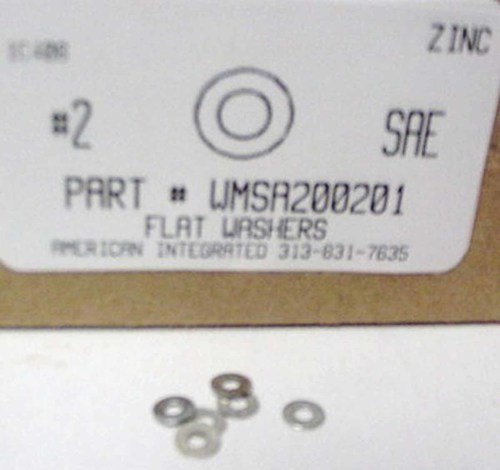 ZINC
#2
SAE
PART # WMSA200201
FLAT WASHERS
AMERICAN INTEGRATED 313-831-7635